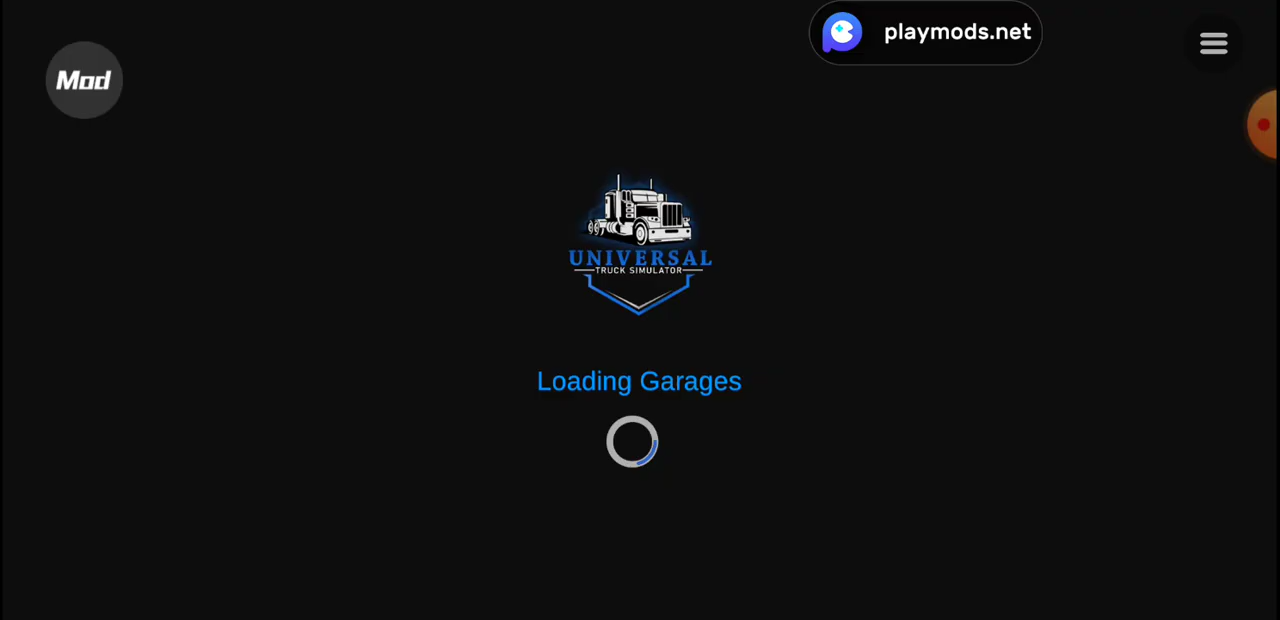 playmods.net
Mod
UNIVERSAL
TRUCK SIMULATOR
Loading Garages